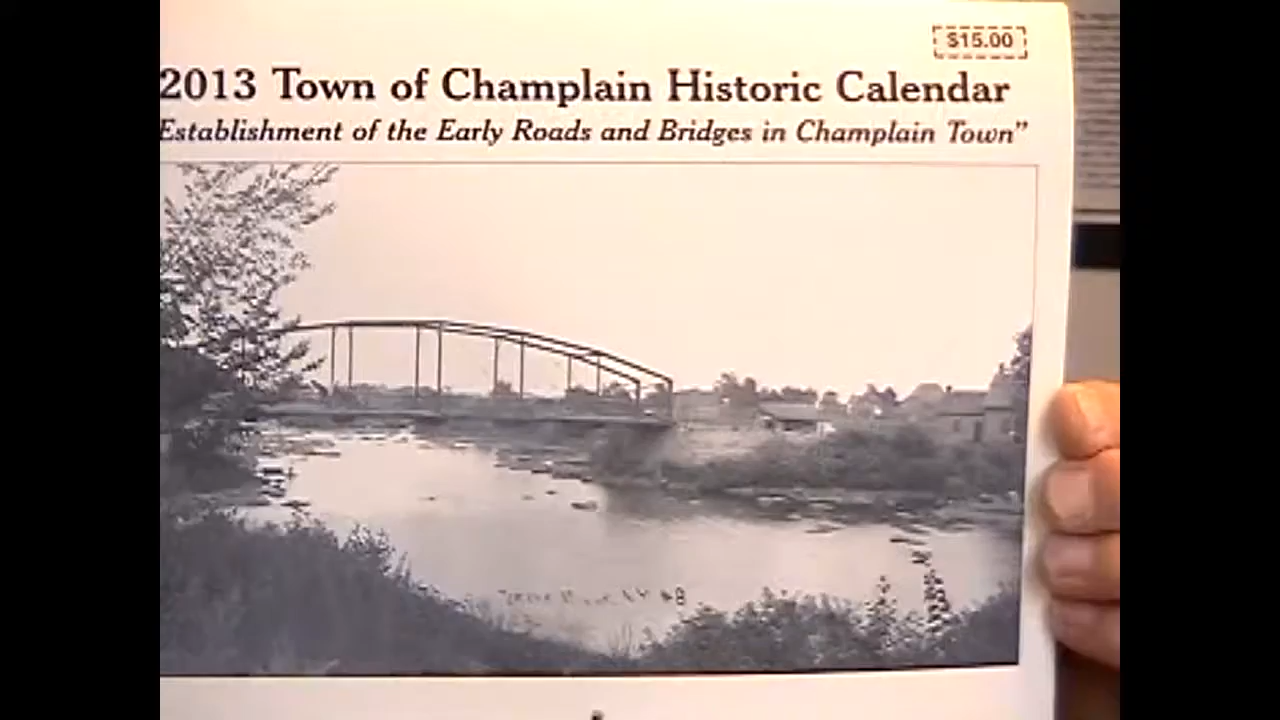 $15.00
2013 Town of Champlain Historic Calendar
Establishment of the Early Roads and Bridges in Champlain Town”